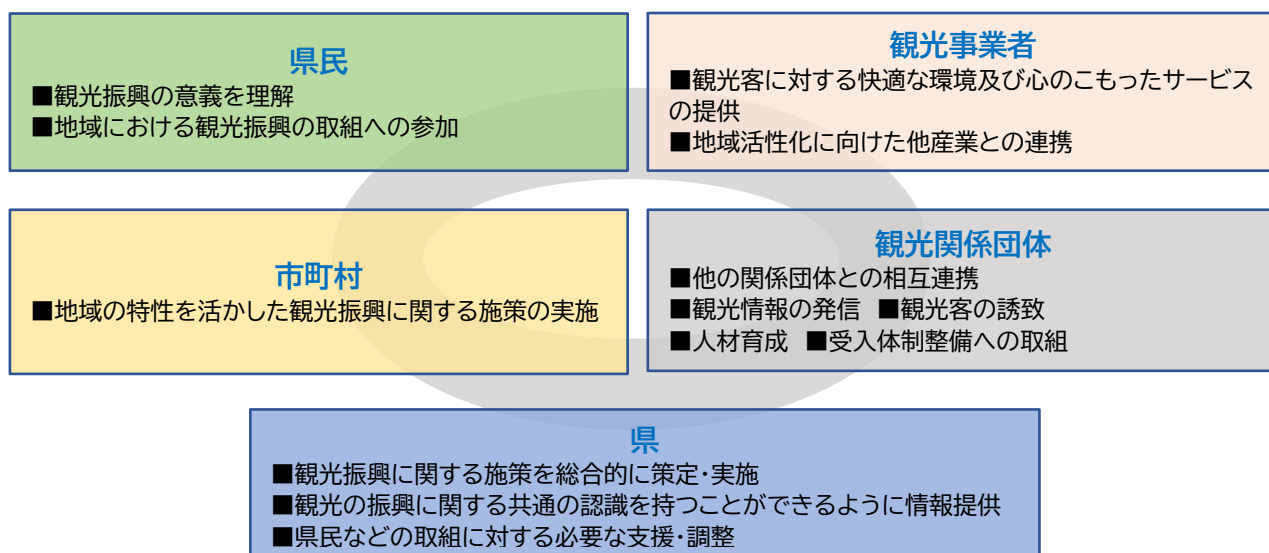 県民
■観光振興の意義を理解
■地域における観光振興の取組への参加
観光事業者
■観光客に対する快適な環境及び心のこもったサービス
の提供
■地域活性化に向けた他産業との連携
市町村
■地域の特性を活かした観光振興に関する施策の実施
観光関係団体
■他の関係団体との相互連携
■観光情報の発信 ■観光客の誘致
■人材育成 ■受入体制整備への取組
県
■観光振興に関する施策を総合的に策定・実施
■観光の振興に関する共通の認識を持つことができるように情報提供
■県民などの取組に対する必要な支援・調整